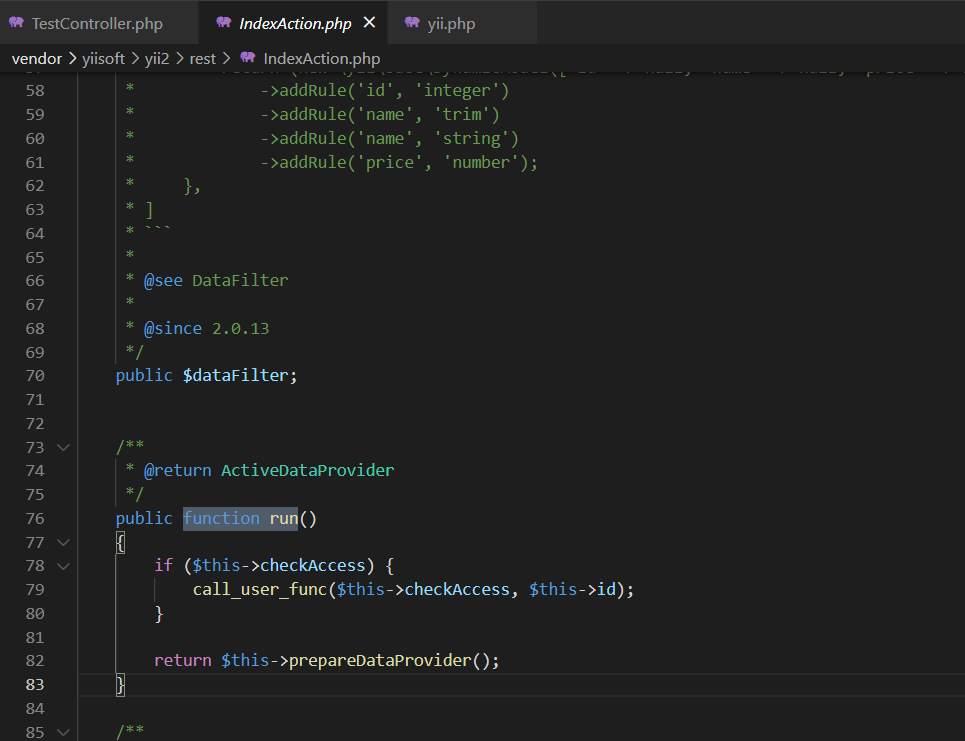 TestController.php
IndexAction.php
yii.php
vendor > yiisoft > yii2 > rest > IndexAction.php
58 * ->addRule('id', 'integer')
59 * ->addRule('name', 'trim')
60 * ->addRule('name', 'string')
61 * ->addRule('price', 'number');
62 * },
63 * ]
64 * ```
65 *
66 * @see DataFilter
67 *
68 * @since 2.0.13
69 */
70 public $dataFilter;
71
72
73 /**
74 * @return ActiveDataProvider
75 */
76 public function run()
77 {
78 if ($this->checkAccess) {
79 call_user_func($this->checkAccess, $this->id);
80 }
81
82 return $this->prepareDataProvider();
83 }
84
85 /**